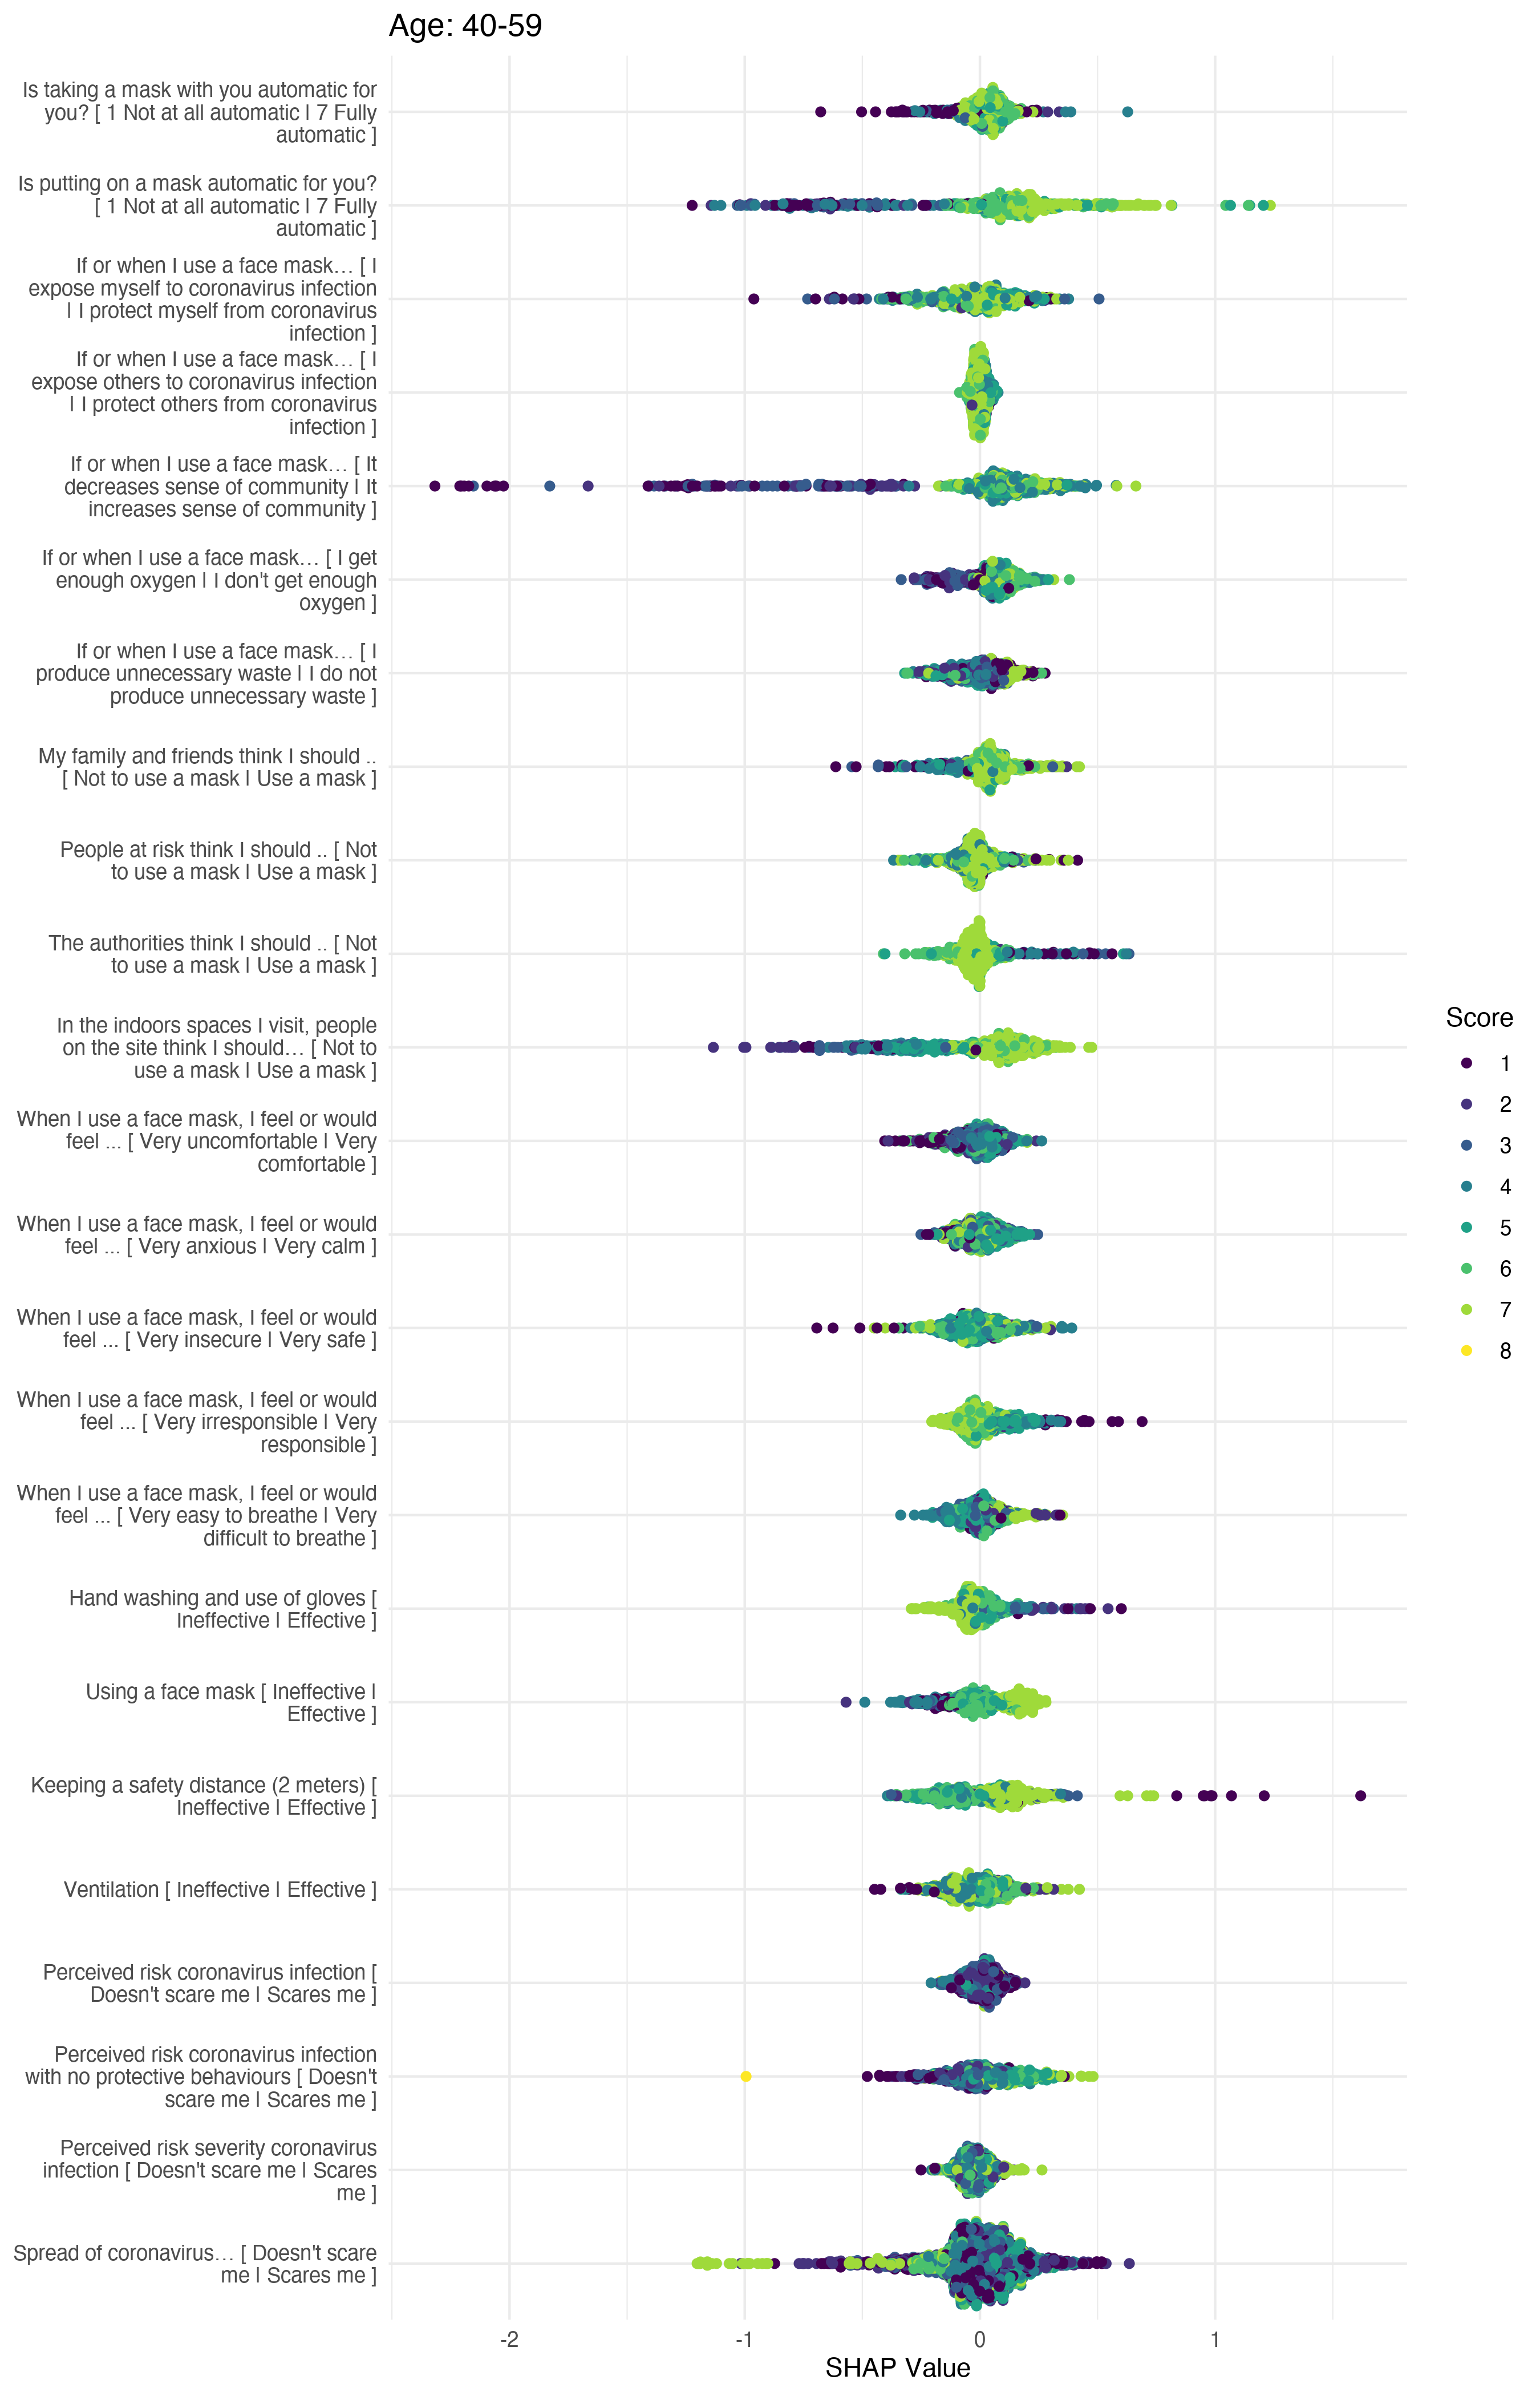 Age: 40-59
Is taking a mask with you automatic for
you? [ 1 Not at all automatic | 7 Fully
automatic ]
Is putting on a mask automatic for you?
[ 1 Not at all automatic | 7 Fully
automatic ]
If or when I use a face mask… [ I
expose myself to coronavirus infection
| I protect myself from coronavirus
infection ]
If or when I use a face mask… [ I
expose others to coronavirus infection
| I protect others from coronavirus
infection ]
If or when I use a face mask… [ It
decreases sense of community | It
increases sense of community ]
If or when I use a face mask… [ I get
enough oxygen | I don't get enough
oxygen ]
If or when I use a face mask… [ I
produce unnecessary waste | I do not
produce unnecessary waste ]
My family and friends think I should ..
[ Not to use a mask | Use a mask ]
People at risk think I should .. [ Not
to use a mask | Use a mask ]
The authorities think I should .. [ Not
to use a mask | Use a mask ]
In the indoors spaces I visit, people
on the site think I should… [ Not to
use a mask | Use a mask ]
When I use a face mask, I feel or would
feel ... [ Very uncomfortable | Very
comfortable ]
When I use a face mask, I feel or would
feel ... [ Very anxious | Very calm ]
When I use a face mask, I feel or would
feel ... [ Very insecure | Very safe ]
When I use a face mask, I feel or would
feel ... [ Very irresponsible | Very
responsible ]
When I use a face mask, I feel or would
feel ... [ Very easy to breathe | Very
difficult to breathe ]
Hand washing and use of gloves [
Ineffective | Effective ]
Using a face mask [ Ineffective |
Effective ]
Keeping a safety distance (2 meters) [
Ineffective | Effective ]
Ventilation [ Ineffective | Effective ]
Perceived risk coronavirus infection [
Doesn't scare me | Scares me ]
Perceived risk coronavirus infection
with no protective behaviours [ Doesn't
scare me | Scares me ]
Perceived risk severity coronavirus
infection [ Doesn't scare me | Scares
me ]
Spread of coronavirus… [ Doesn't scare
me | Scares me ]
-2
-1
0
1
SHAP Value
Score
1
2
3
4
5
6
7
8